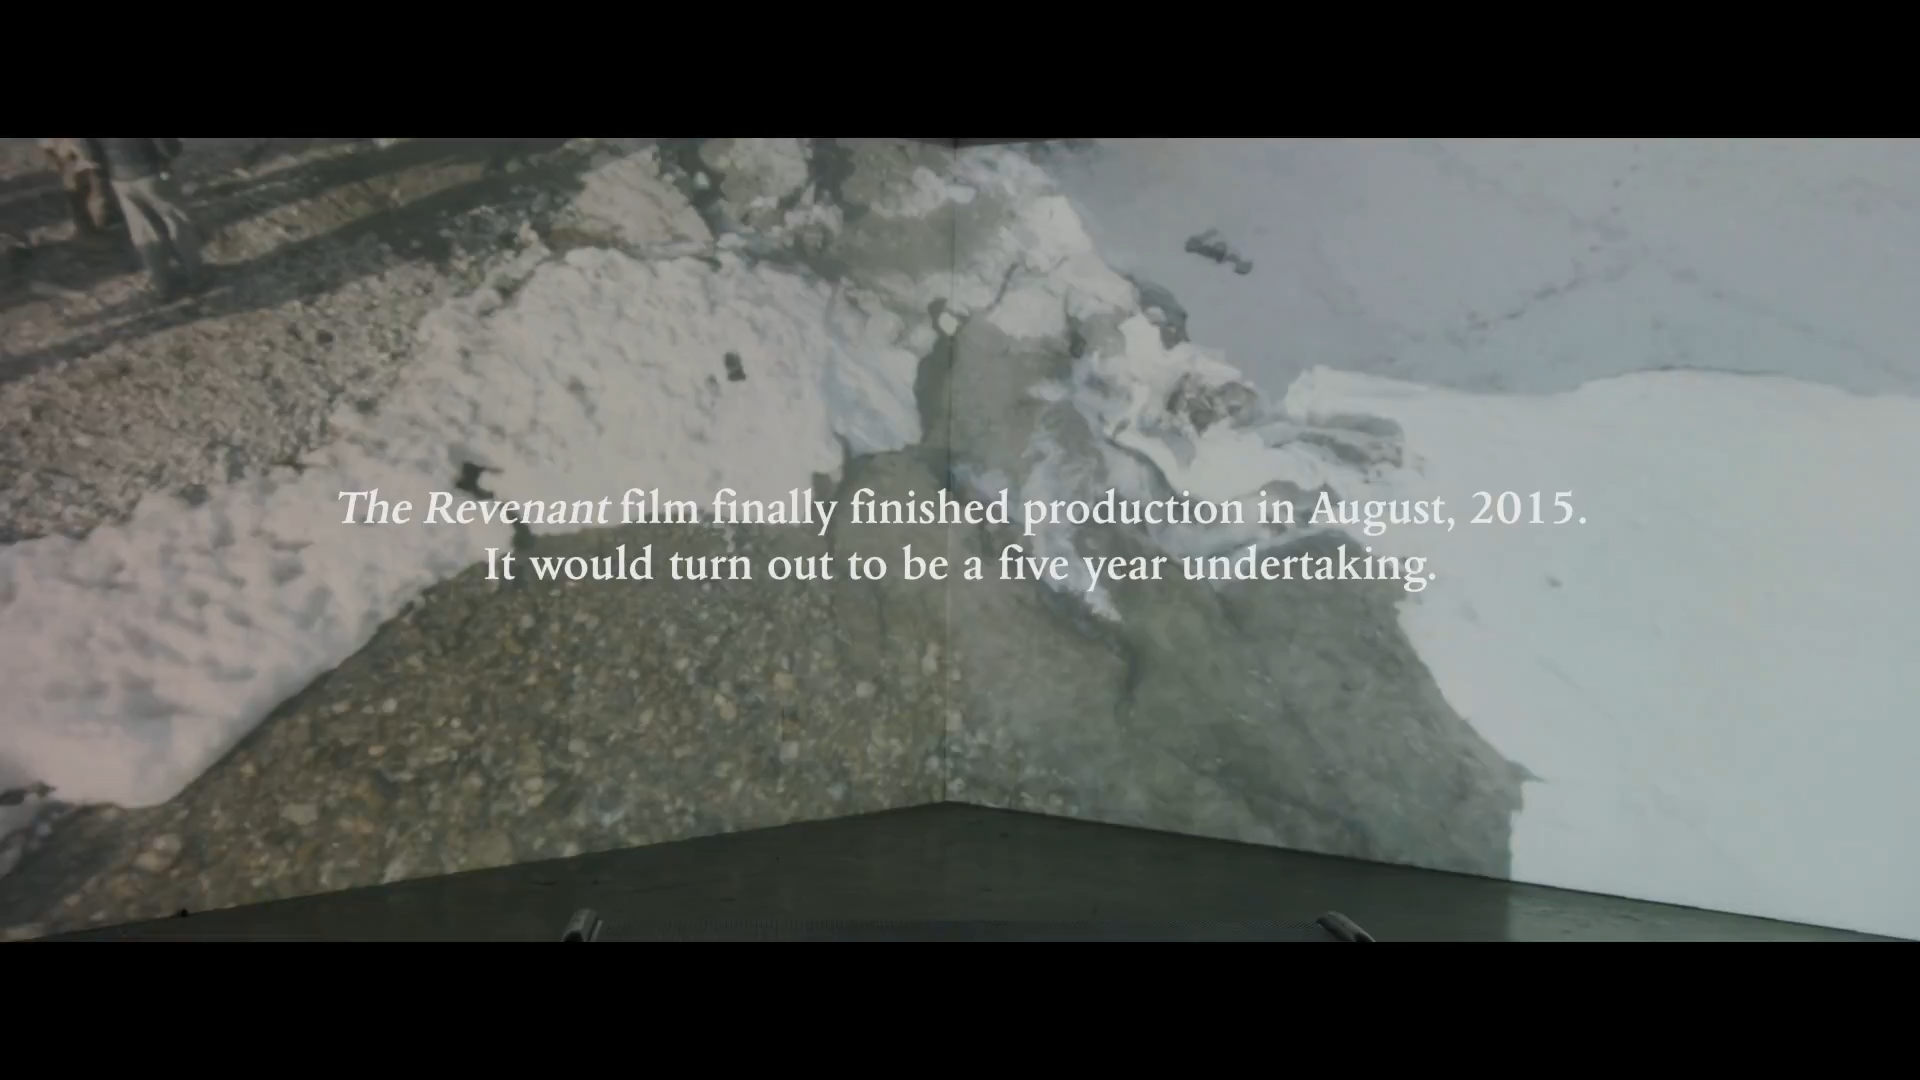 The Revenant film finally finished production in August, 2015.
It would turn out to be a five year undertaking.